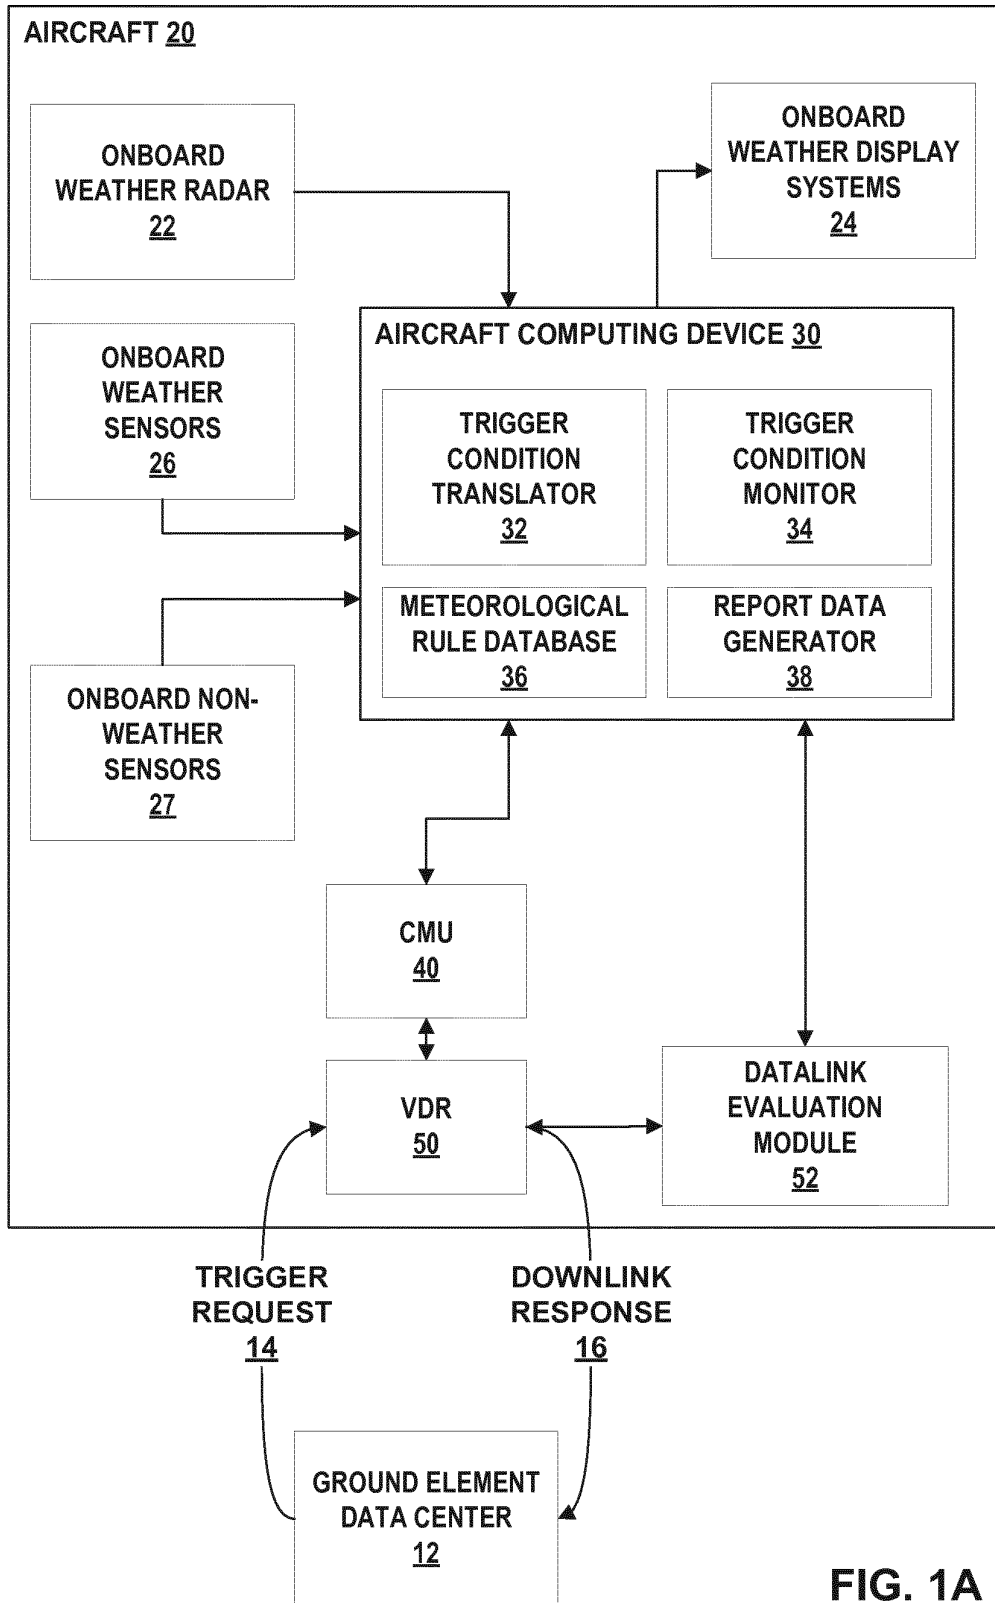 AIRCRAFT 20
ONBOARD
WEATHER RADAR
22
ONBOARD
WEATHER DISPLAY
SYSTEMS
24
ONBOARD
WEATHER
SENSORS
26
AIRCRAFT COMPUTING DEVICE 30
TRIGGER
CONDITION
TRANSLATOR
32
TRIGGER
CONDITION
MONITOR
34
METEOROLOGICAL
RULE DATABASE
36
REPORT DATA
GENERATOR
38
ONBOARD NON-
WEATHER
SENSORS
27
CMU
40
VDR
50
DATALINK
EVALUATION
MODULE
52
TRIGGER
REQUEST
14
DOWNLINK
RESPONSE
16
GROUND ELEMENT
DATA CENTER
12
FIG. 1A